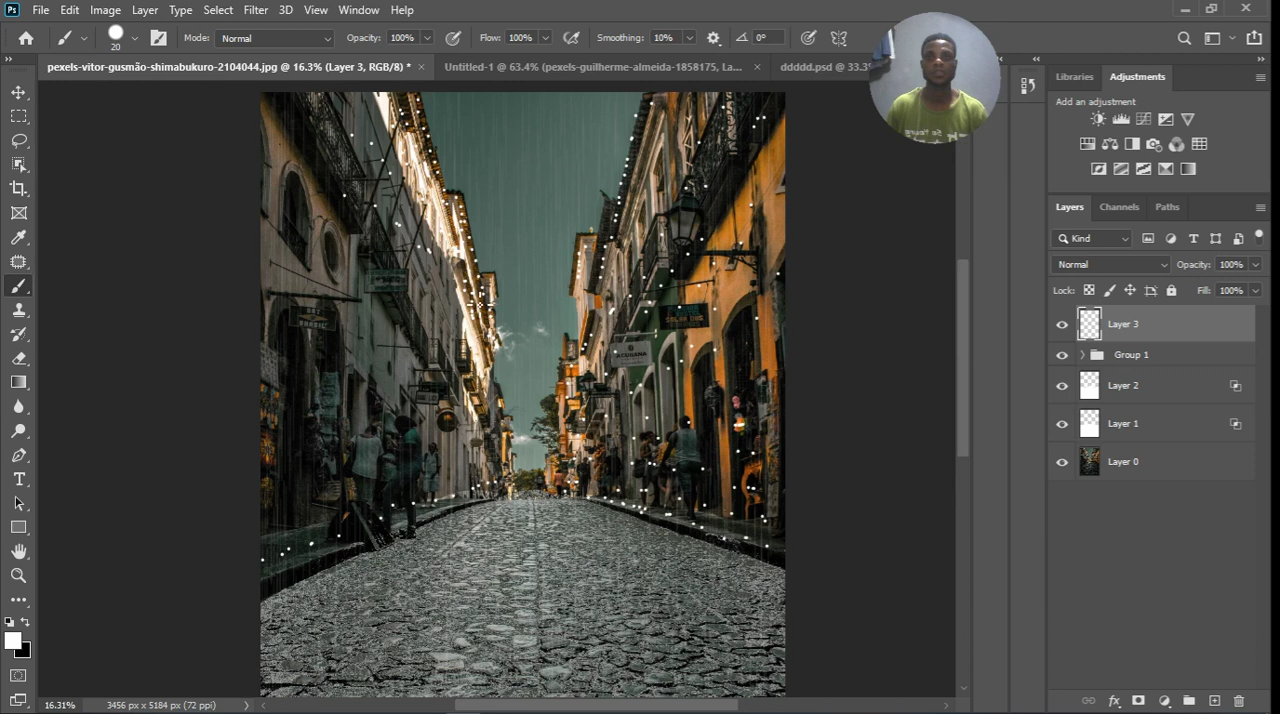 Ps File Edit Image Layer Type Select Filter 3D View Window Help
20 Mode: Normal Opacity: 100% Flow: 100% Smoothing: 10% 0°
pexels-vitor-gusmão-shimabukuro-2104044.jpg @ 16.3% (Layer 3, RGB/8) * Untitled-1 @ 63.4% (pexels-guilherme-almeida-1858175, La... ddddd.psd @ 33.3
Libraries Adjustments
Add an adjustment
Layers Channels Paths
Kind
Normal Opacity: 100%
Lock: Fill: 100%
Layer 3
Group 1
Layer 2
Layer 1
Layer 0
16.31% 3456 px x 5184 px (72 ppi)